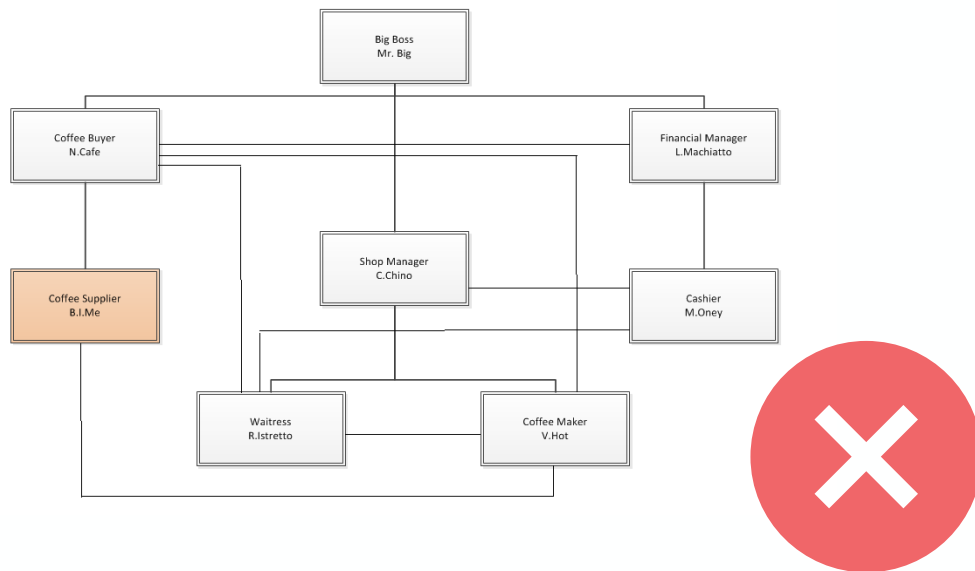 Big Boss
Mr. Big
Coffee Buyer
N.Cafe
Financial Manager
L.Machiatto
Shop Manager
C.Chino
Coffee Supplier
B.I.Me
Cashier
M.Oney
Waitress
R.Istretto
Coffee Maker
V.Hot